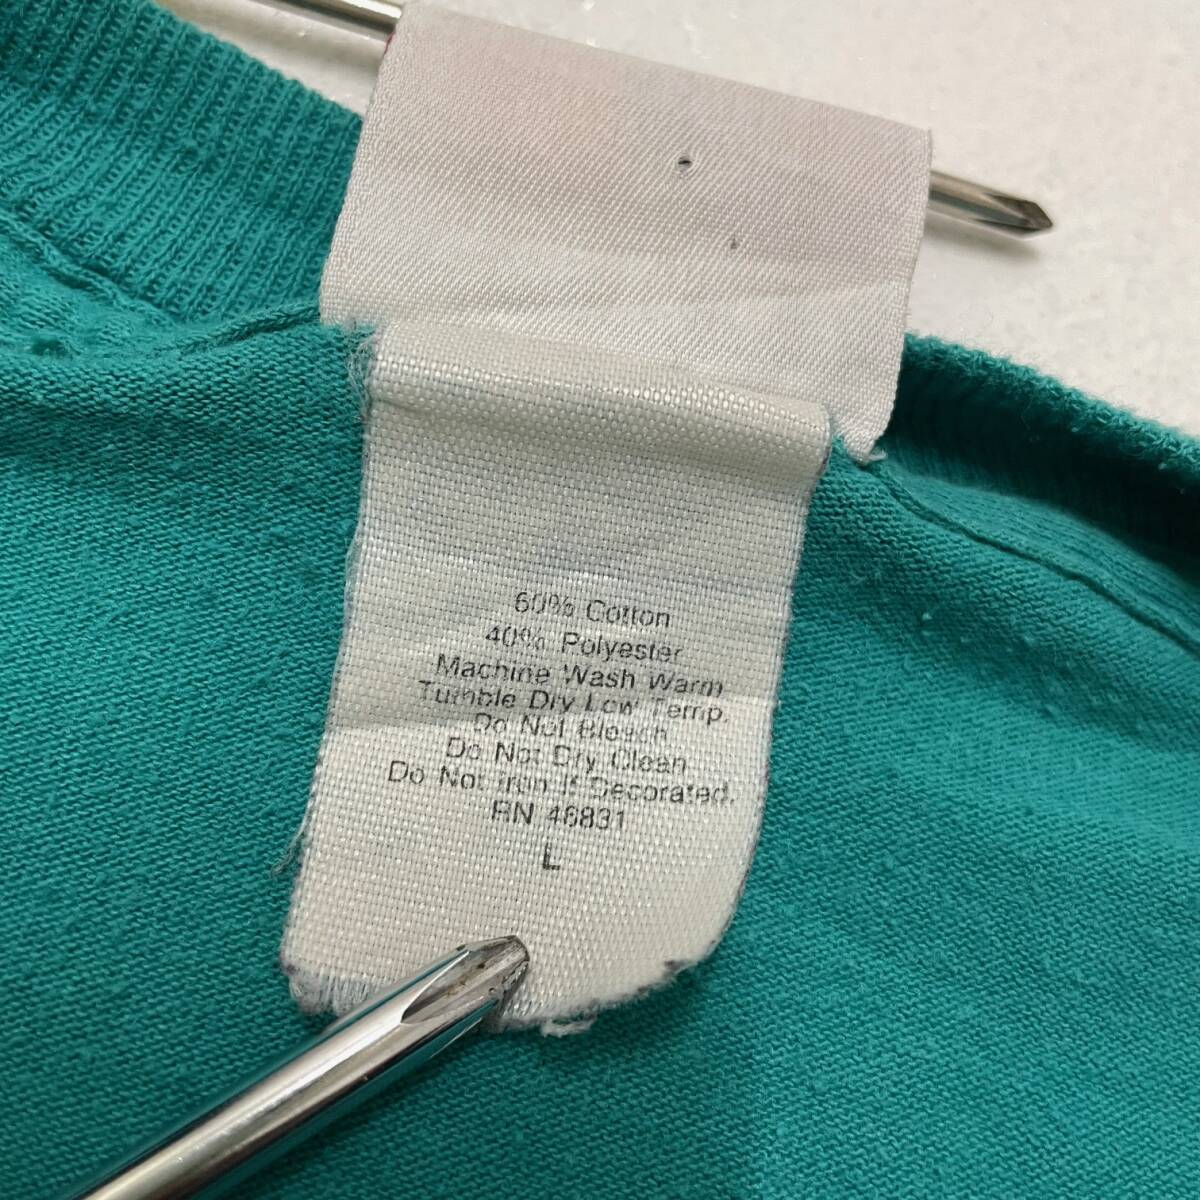 60% Cotton
40% Polyester
Machine Wash Warm
Tumble Dry Low Temp.
Do Not Bleach
Do Not Dry Clean
Do Not Iron If Decorated.
RN 46831
L